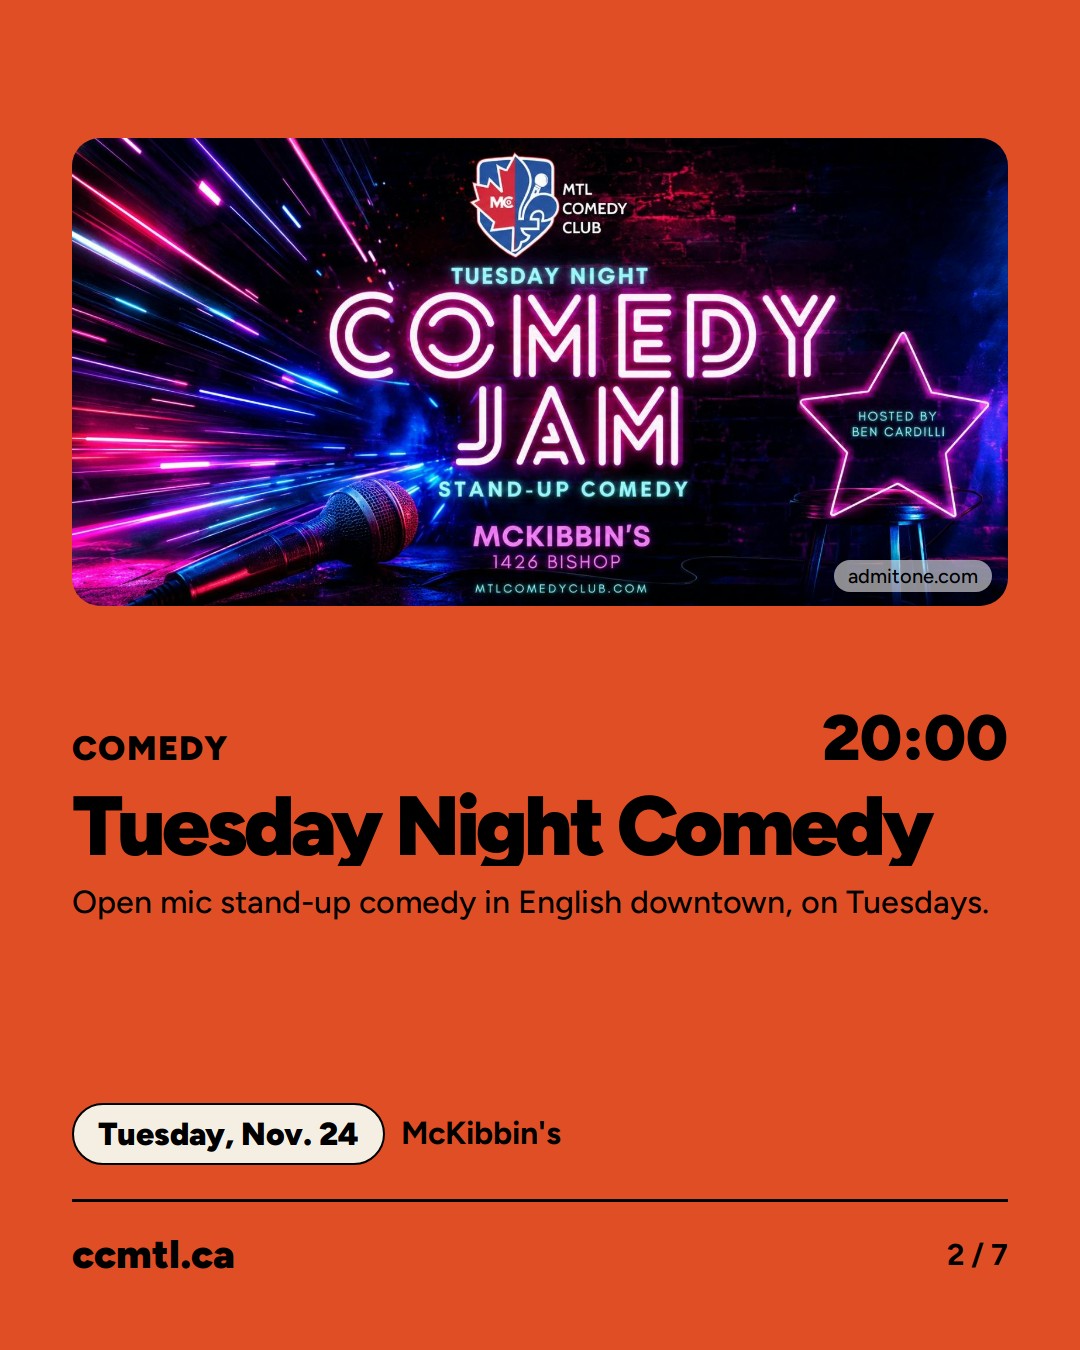 MC
MTL
COMEDY
CLUB
TUESDAY NIGHT
COMEDY
JAM
STAND-UP COMEDY
HOSTED BY
BEN CARDILLI
MCKIBBIN'S
1426 BISHOP
MTLCOMEDYCLUB.COM
admitone.com
COMEDY
20:00
Tuesday Night Comedy
Open mic stand-up comedy in English downtown, on Tuesdays.
Tuesday, Nov. 24
McKibbin's
ccmtl.ca
2 / 7